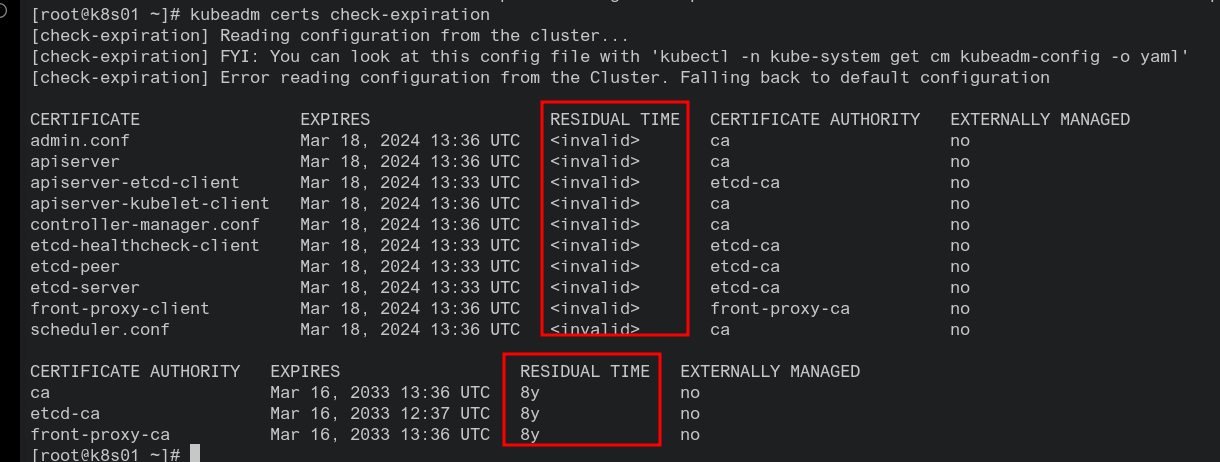 [root@k8s01 ~]# kubeadm certs check-expiration
[check-expiration] Reading configuration from the cluster...
[check-expiration] FYI: You can look at this config file with 'kubectl -n kube-system get cm kubeadm-config -o yaml'
[check-expiration] Error reading configuration from the Cluster. Falling back to default configuration
CERTIFICATE EXPIRES RESIDUAL TIME CERTIFICATE AUTHORITY EXTERNALLY MANAGED
admin.conf Mar 18, 2024 13:36 UTC <invalid> ca no
apiserver Mar 18, 2024 13:36 UTC <invalid> ca no
apiserver-etcd-client Mar 18, 2024 13:33 UTC <invalid> etcd-ca no
apiserver-kubelet-client Mar 18, 2024 13:36 UTC <invalid> ca no
controller-manager.conf Mar 18, 2024 13:36 UTC <invalid> ca no
etcd-healthcheck-client Mar 18, 2024 13:33 UTC <invalid> etcd-ca no
etcd-peer Mar 18, 2024 13:33 UTC <invalid> etcd-ca no
etcd-server Mar 18, 2024 13:33 UTC <invalid> etcd-ca no
front-proxy-client Mar 18, 2024 13:36 UTC <invalid> front-proxy-ca no
scheduler.conf Mar 18, 2024 13:36 UTC <invalid> ca no
CERTIFICATE AUTHORITY EXPIRES RESIDUAL TIME EXTERNALLY MANAGED
ca Mar 16, 2033 13:36 UTC 8y no
etcd-ca Mar 16, 2033 12:37 UTC 8y no
front-proxy-ca Mar 16, 2033 13:36 UTC 8y no
[root@k8s01 ~]#